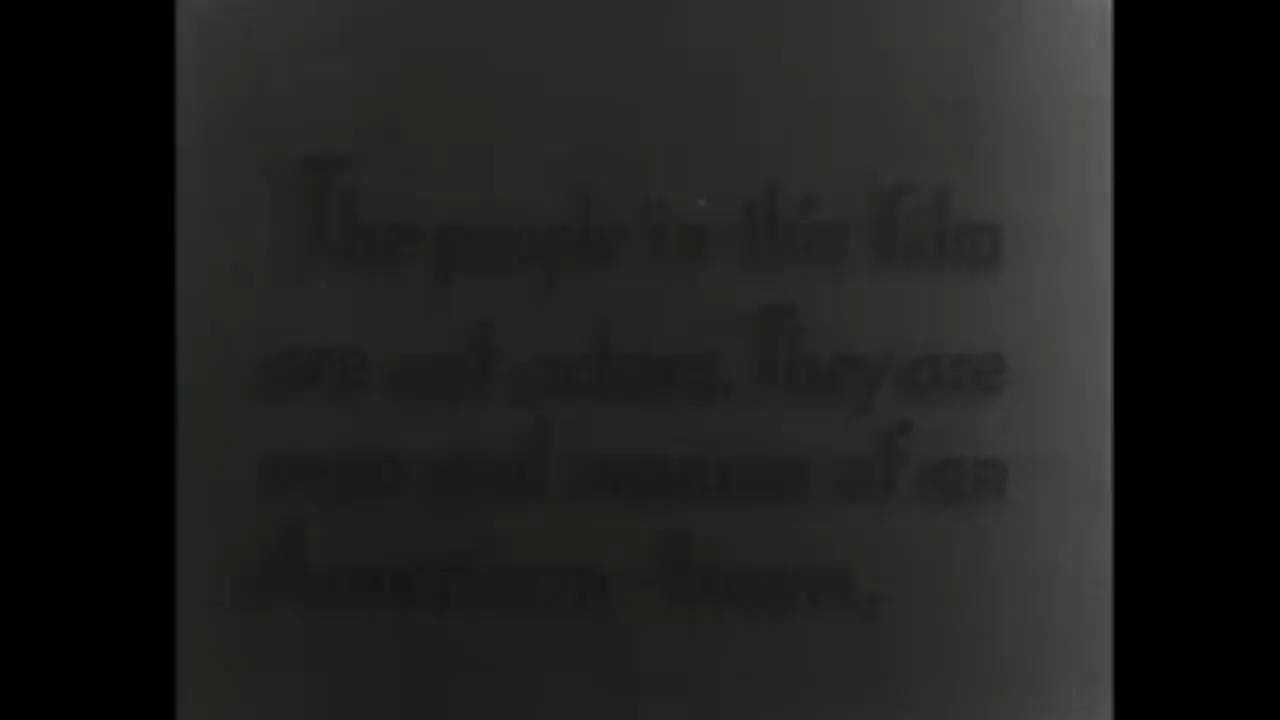 The people in this film
are not actors. They are
men and women of an
American town.